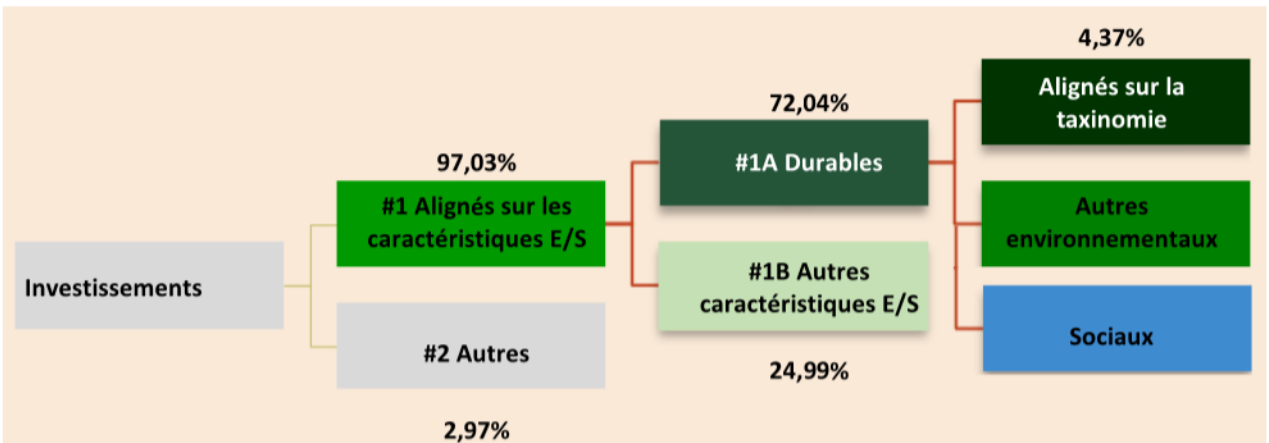 4,37%
Alignés sur la
taxinomie
72,04%
#1A Durables
97,03%
#1 Alignés sur les
caractéristiques E/S
Autres
environnementaux
Investissements
#1B Autres
caractéristiques E/S
Sociaux
#2 Autres
24,99%
2,97%